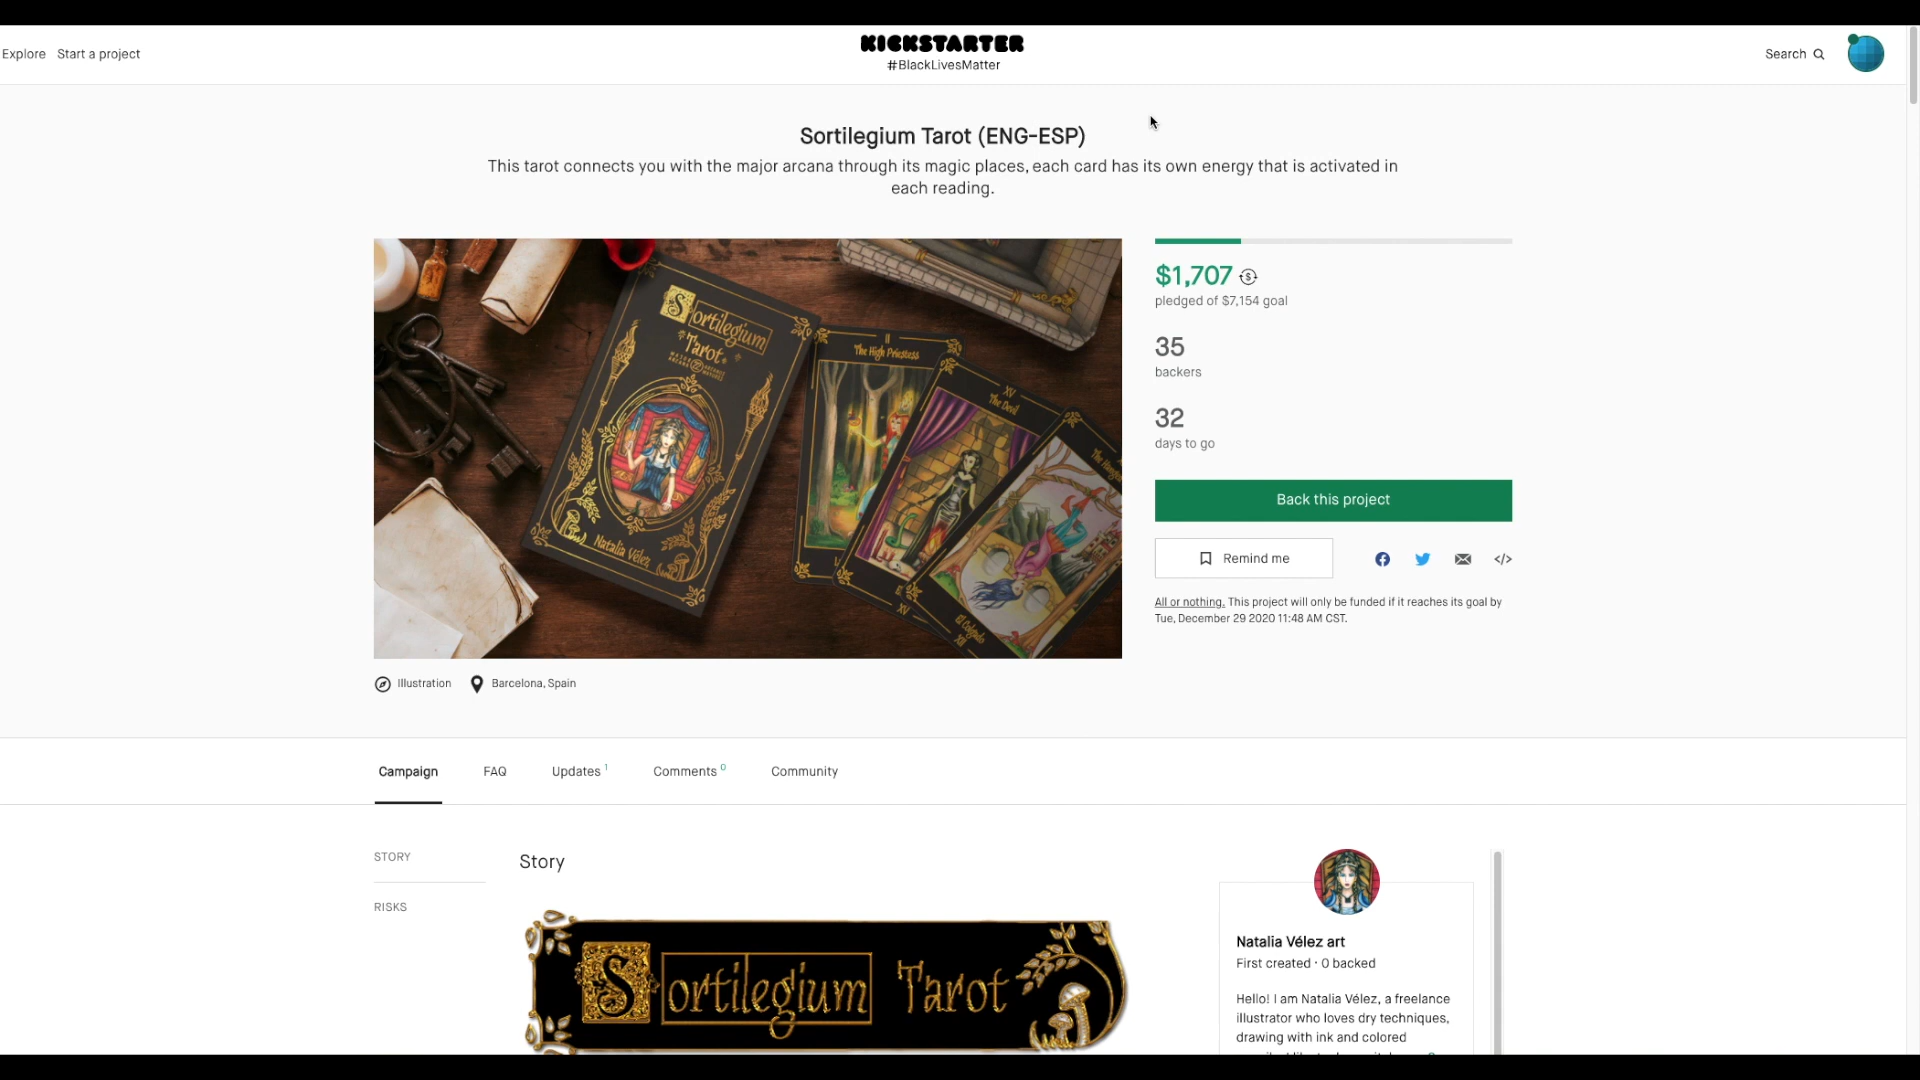 Explore Start a project
KICKSTARTER
#BlackLivesMatter
Search
Sortilegium Tarot (ENG-ESP)
This tarot connects you with the major arcana through its magic places, each card has its own energy that is activated in
each reading.
Sortilegium
Tarot
Natalia Vélez
II
The High Priestess
XV
The Devil
XV
El Colgado
XII
$1,707
pledged of $7,154 goal
35
backers
32
days to go
Back this project
Remind me
</>
All or nothing. This project will only be funded if it reaches its goal by
Tue, December 29 2020 11:48 AM CST.
Illustration Barcelona, Spain
Campaign FAQ Updates 1 Comments 0 Community
STORY
RISKS
Story
Sortilegium Tarot
Natalia Vélez art
First created · 0 backed
Hello! I am Natalia Vélez, a freelance
illustrator who loves dry techniques,
drawing with ink and colored